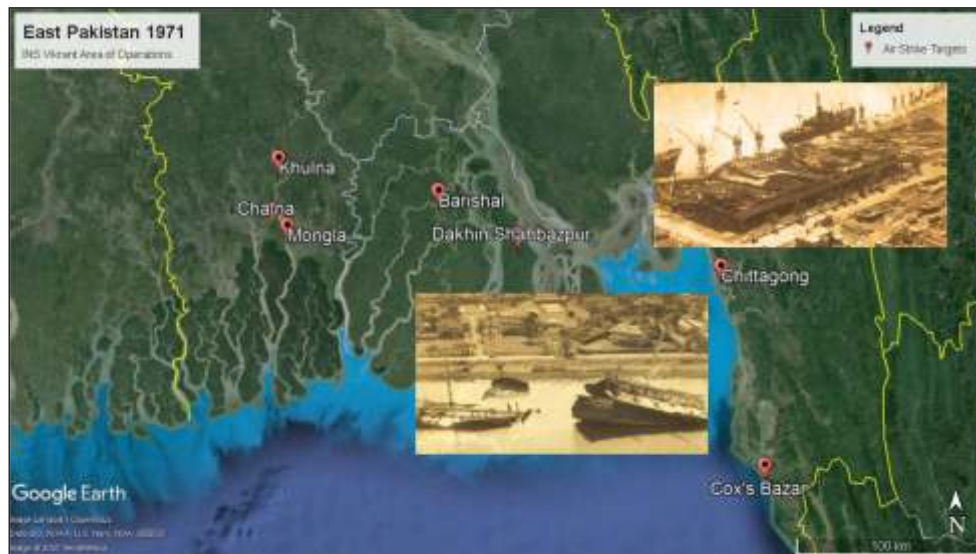 East Pakistan 1971
INS Vikrant Area of Operations
Legend
Air Strike Targets
Khulna
Chalna
Barishal
Mongla
Dakhin Shahbazpur
Chittagong
Cox's Bazar
Google Earth
N
100 km